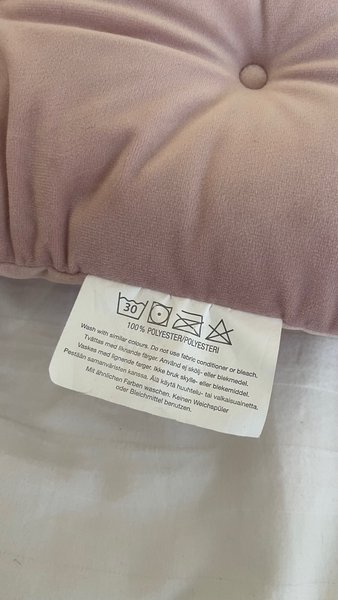 30
100% POLYESTER/POLYESTERI
Wash with similar colours. Do not use fabric conditioner or bleach.
Tvättas med liknande färger. Använd ej skölj- eller blekmedel.
Vaskes med lignende farger. Ikke bruk skylle- eller blekemiddel.
Pestään samanväristen kanssa. Älä käytä huuhtelu- tai valkaisuainetta.
Mit ähnlichen Farben waschen. Keinen Weichspüler
oder Bleichmittel benutzen.